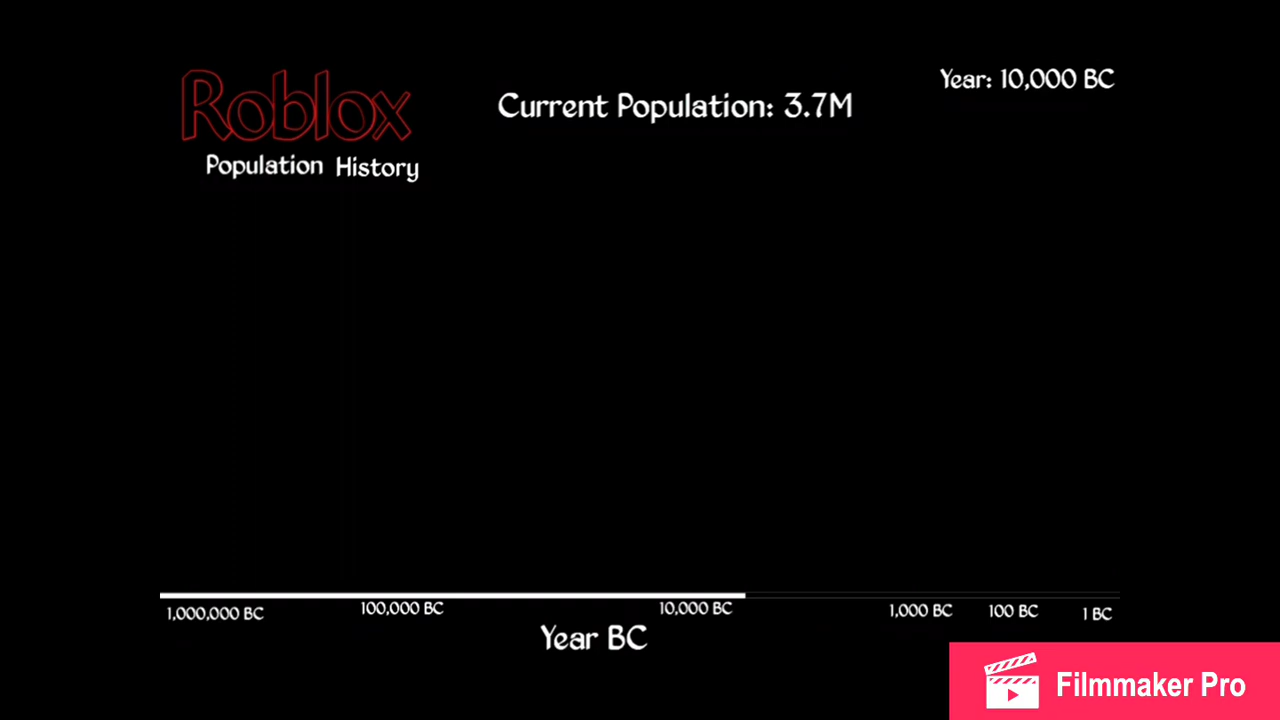 Roblox
Population History
Current Population: 3.7M
Year: 10,000 BC
1,000,000 BC
100,000 BC
10,000 BC
1,000 BC
100 BC
1 BC
Year BC
Filmmaker Pro